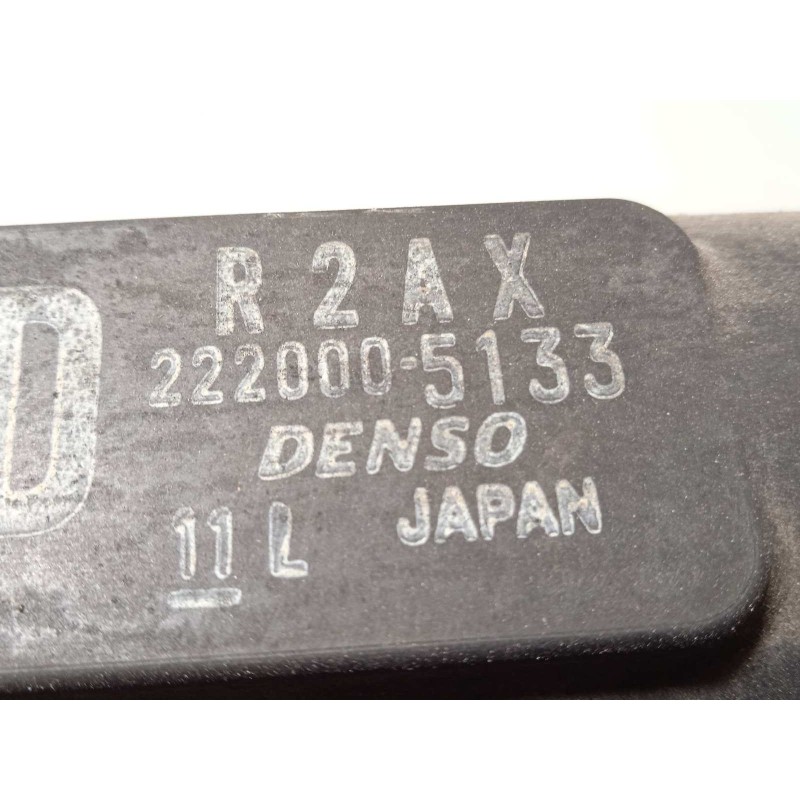 R2AX
222000-5133
DENSO
11 L JAPAN